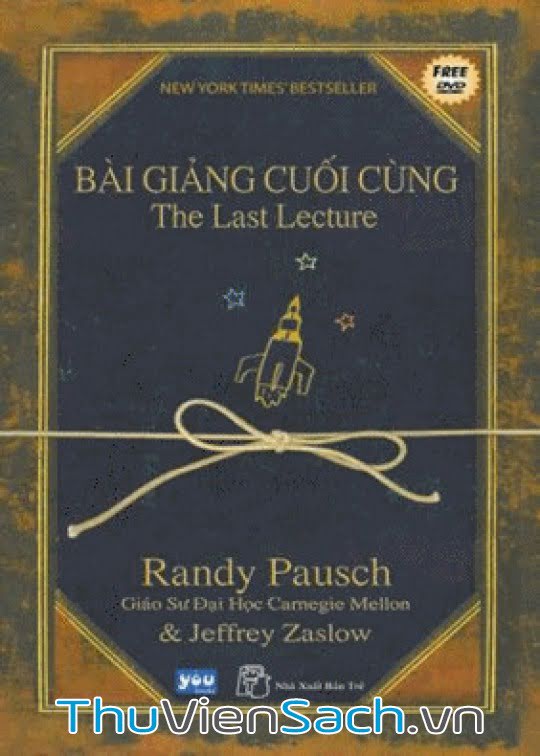 FREE
DVD
NEW YORK TIMES' BESTSELLER
BÀI GIẢNG CUỐI CÙNG
The Last Lecture
Randy Pausch
Giáo Sư Đại Học Carnegie Mellon
& Jeffrey Zaslow
you
books
Nhà Xuất Bản Trẻ
ThuVienSach.vn